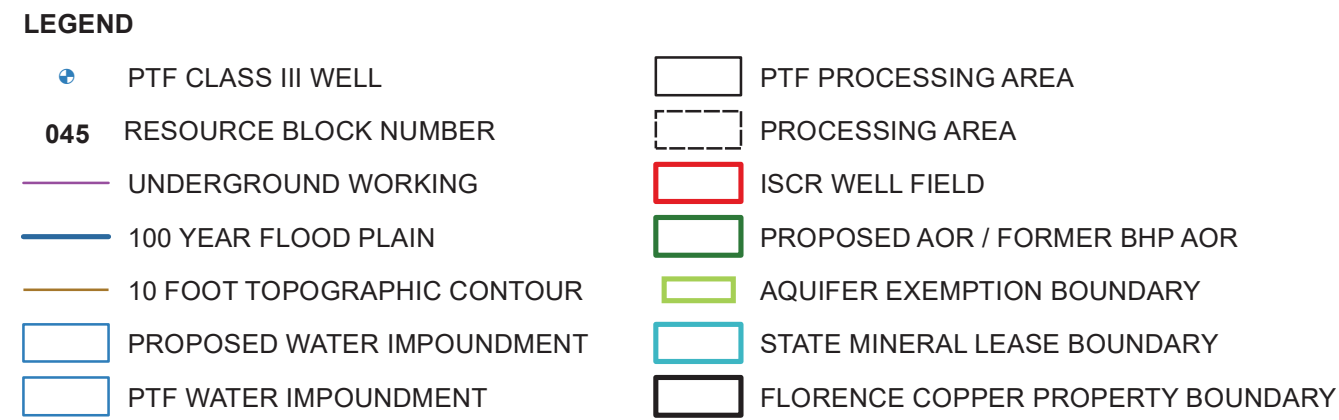 LEGEND
PTF CLASS III WELL
045 RESOURCE BLOCK NUMBER
UNDERGROUND WORKING
100 YEAR FLOOD PLAIN
10 FOOT TOPOGRAPHIC CONTOUR
PROPOSED WATER IMPOUNDMENT
PTF WATER IMPOUNDMENT
PTF PROCESSING AREA
PROCESSING AREA
ISCR WELL FIELD
PROPOSED AOR / FORMER BHP AOR
AQUIFER EXEMPTION BOUNDARY
STATE MINERAL LEASE BOUNDARY
FLORENCE COPPER PROPERTY BOUNDARY